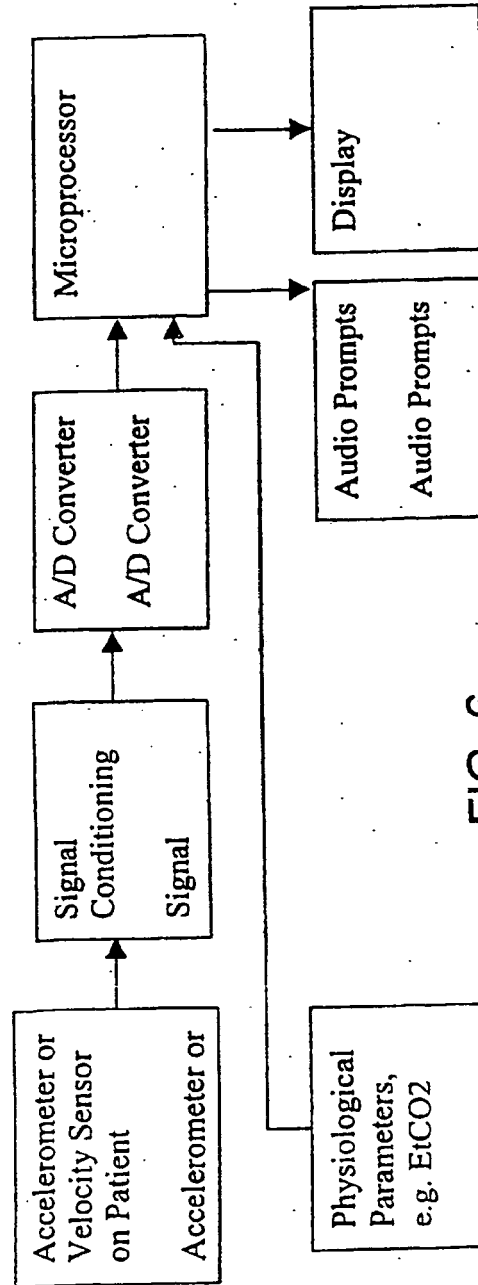 Accelerometer or
Velocity Sensor
on Patient
Accelerometer or
Signal
Conditioning
Signal
A/D Converter
A/D Converter
Microprocessor
Physiological
Parameters,
e.g. EtCO2
Audio Prompts
Audio Prompts
Display